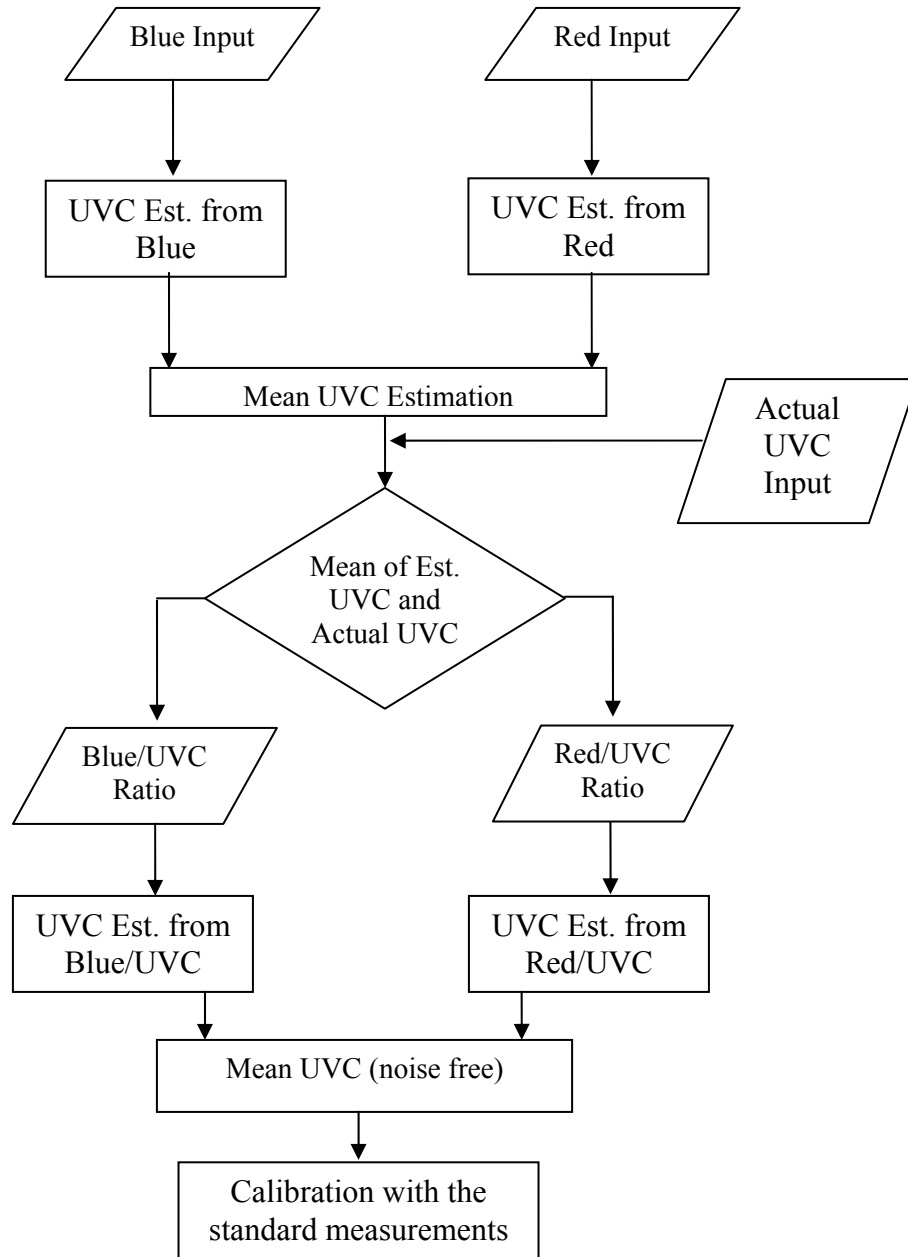 Blue Input
Red Input
UVC Est. from
Blue
UVC Est. from
Red
Mean UVC Estimation
Actual
UVC
Input
Mean of Est.
UVC and
Actual UVC
Blue/UVC
Ratio
Red/UVC
Ratio
UVC Est. from
Blue/UVC
UVC Est. from
Red/UVC
Mean UVC (noise free)
Calibration with the
standard measurements